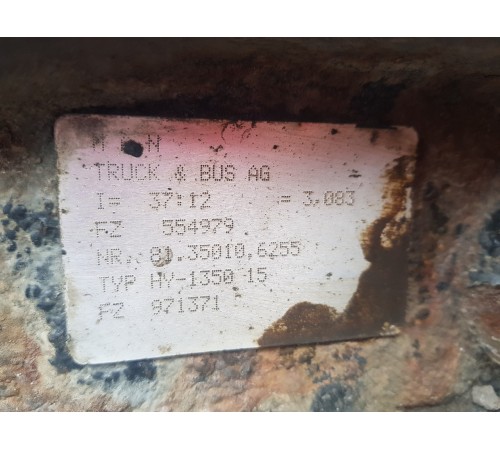 M A N
TRUCK & BUS AG
I= 37:12 = 3,083
FZ 554979
NR. 81.35010.6255
TYP HY-1350 15
FZ 971371